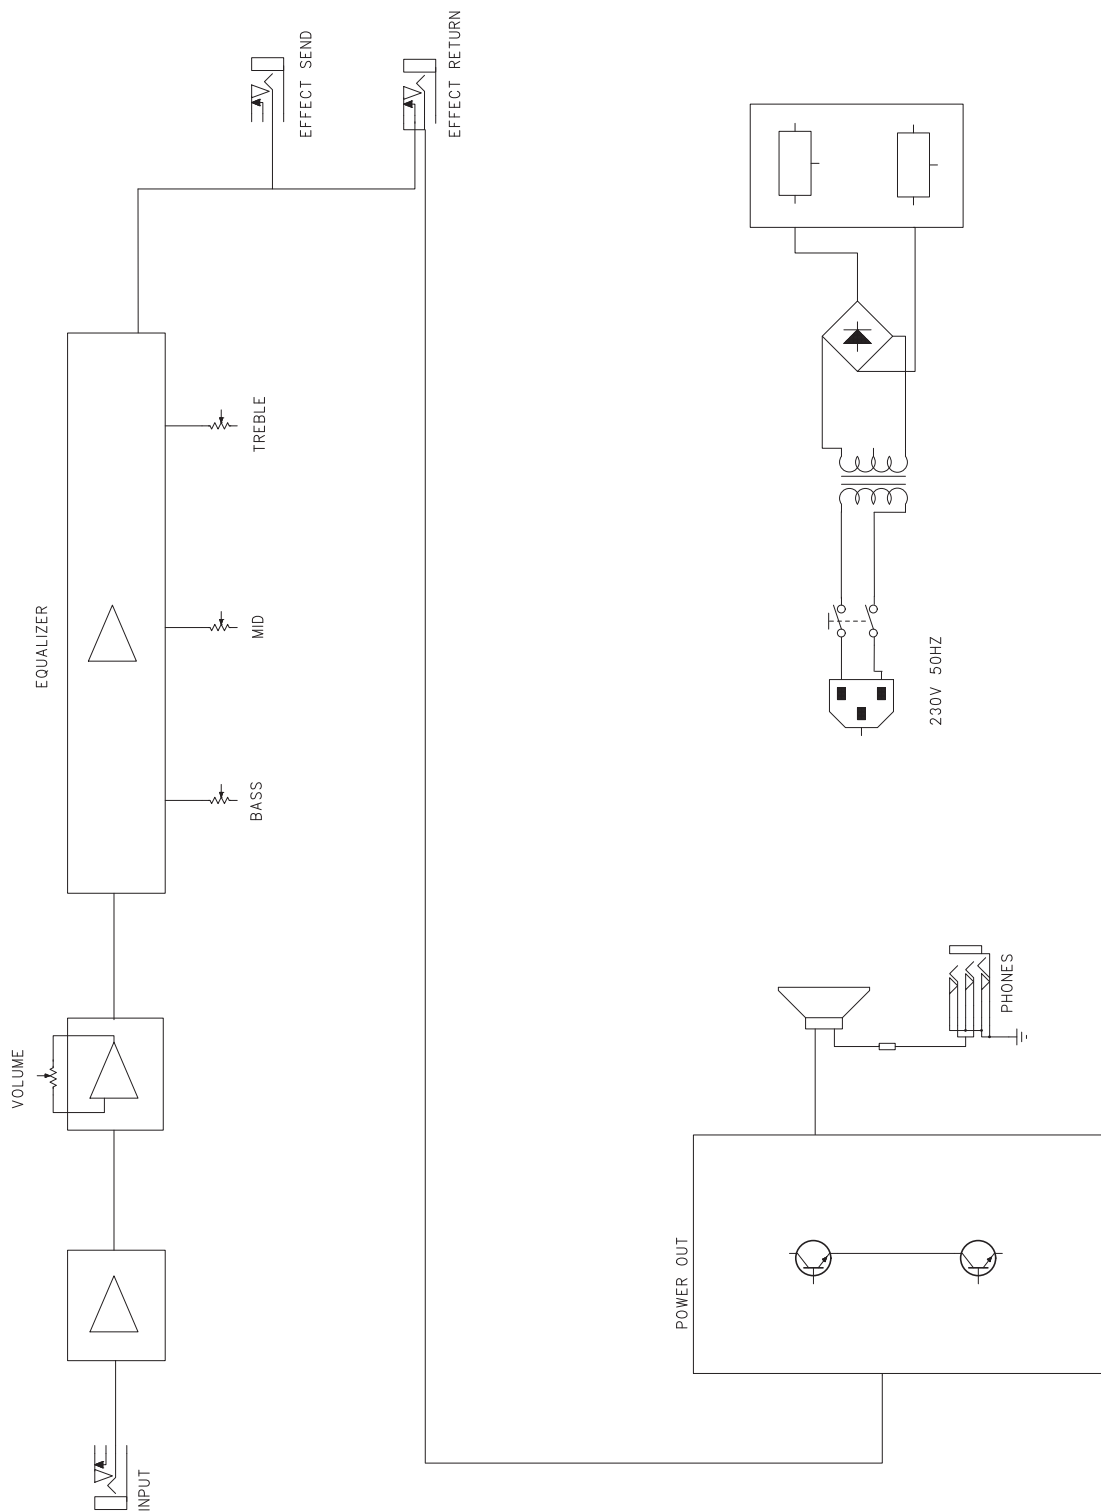 INPUT
VOLUME
EQUALIZER
BASS
MID
TREBLE
EFFECT SEND
EFFECT RETURN
POWER OUT
PHONES
230V 50HZ